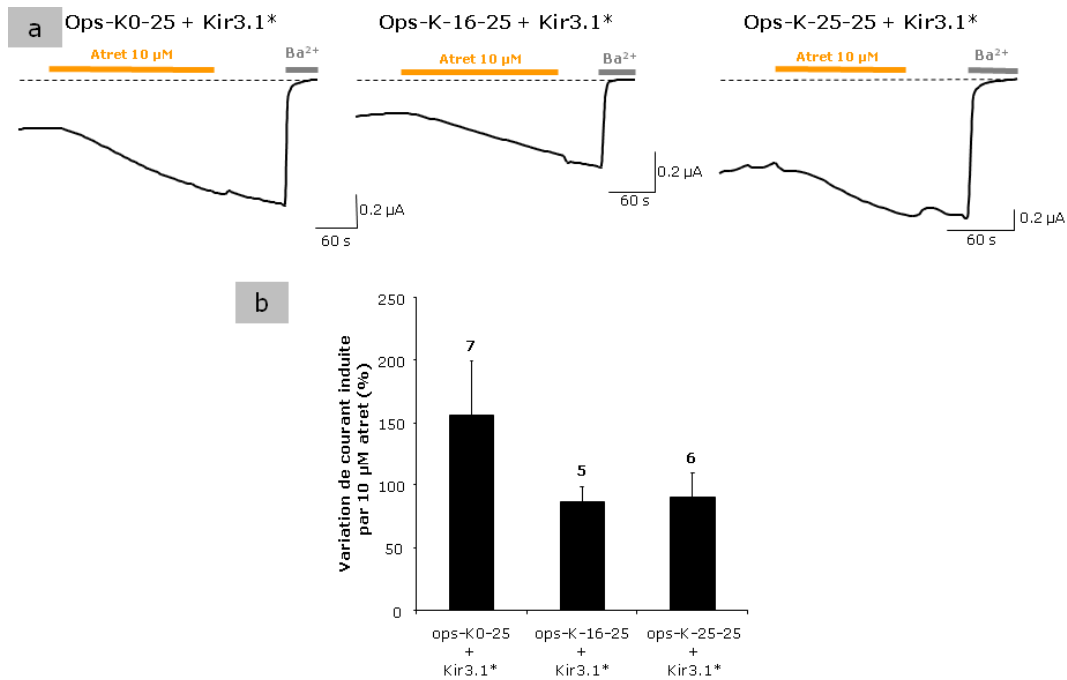 a
Ops-K0-25 + Kir3.1*
Ops-K-16-25 + Kir3.1*
Ops-K-25-25 + Kir3.1*
Atret 10 µM
Ba²⁺
Atret 10 µM
Ba²⁺
Atret 10 µM
Ba²⁺
0.2 µA
60 s
0.2 µA
60 s
0.2 µA
60 s
b
Variation de courant induite
par 10 µM atret (%)
250
200
150
100
50
0
7
5
6
ops-K0-25
+
Kir3.1*
ops-K-16-25
+
Kir3.1*
ops-K-25-25
+
Kir3.1*